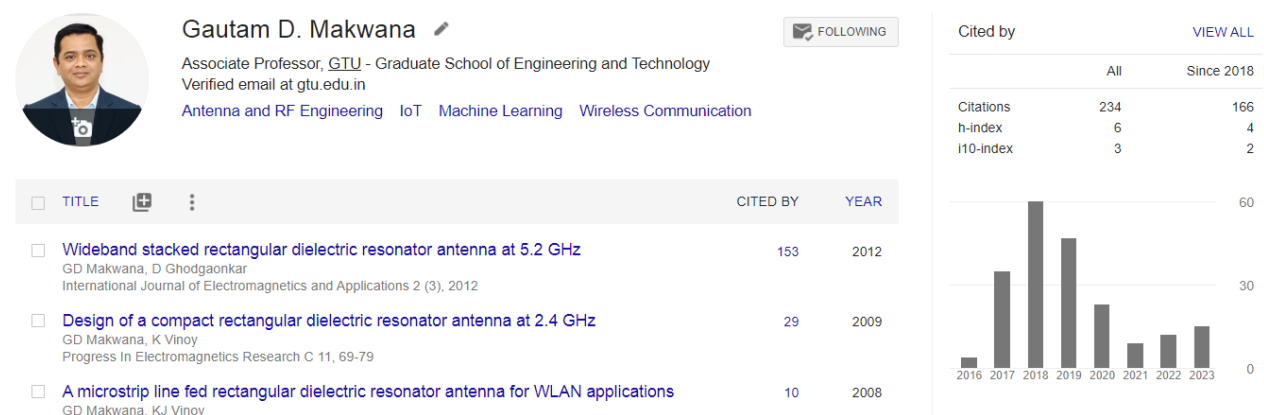 Gautam D. Makwana
FOLLOWING
Associate Professor, GTU - Graduate School of Engineering and Technology
Verified email at gtu.edu.in
Antenna and RF Engineering IoT Machine Learning Wireless Communication
TITLE CITED BY YEAR
Wideband stacked rectangular dielectric resonator antenna at 5.2 GHz 153 2012
GD Makwana, D Ghodgaonkar
International Journal of Electromagnetics and Applications 2 (3), 2012
Design of a compact rectangular dielectric resonator antenna at 2.4 GHz 29 2009
GD Makwana, K Vinoy
Progress In Electromagnetics Research C 11, 69-79
A microstrip line fed rectangular dielectric resonator antenna for WLAN applications 10 2008
GD Makwana, KJ Vinoy
Cited by VIEW ALL
All Since 2018
Citations 234 166
h-index 6 4
i10-index 3 2
60
30
0
2016 2017 2018 2019 2020 2021 2022 2023